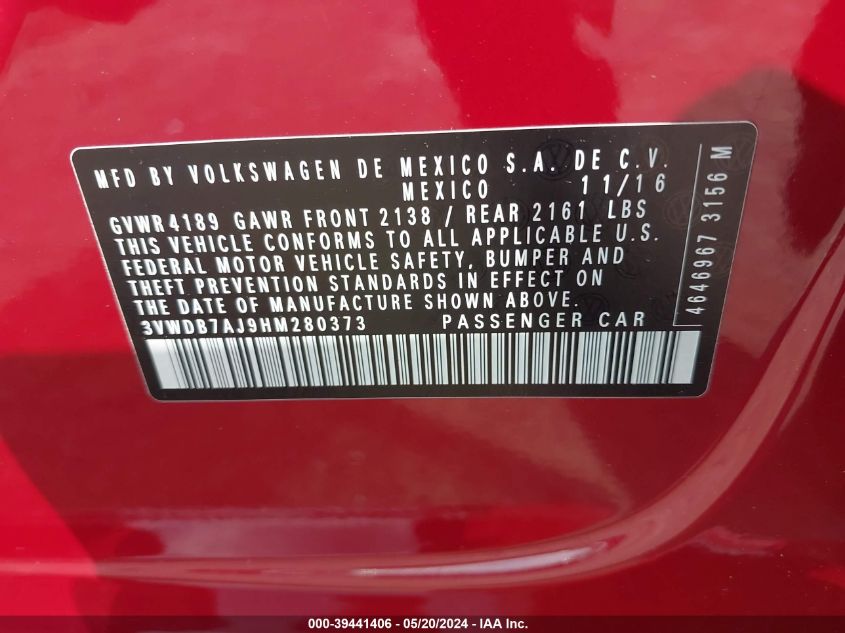 MFD BY VOLKSWAGEN DE MEXICO S.A. DE C.V.
MEXICO 11/16
GVWR 4189 GAWR FRONT 2138 / REAR 2161 LBS
THIS VEHICLE CONFORMS TO ALL APPLICABLE U.S.
FEDERAL MOTOR VEHICLE SAFETY, BUMPER AND
THEFT PREVENTION STANDARDS IN EFFECT ON
THE DATE OF MANUFACTURE SHOWN ABOVE.
3VWDB7AJ9HM280373 PASSENGER CAR
4646967 3156 M
000-39441406 - 05/20/2024 - IAA Inc.